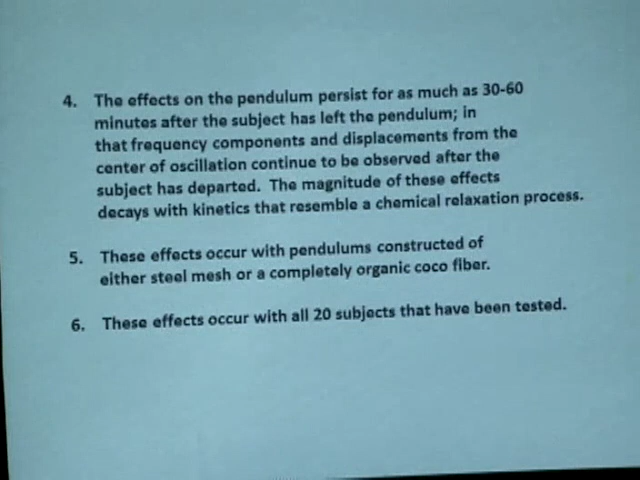 4. The effects on the pendulum persist for as much as 30-60
minutes after the subject has left the pendulum; in
that frequency components and displacements from the
center of oscillation continue to be observed after the
subject has departed. The magnitude of these effects
decays with kinetics that resemble a chemical relaxation process.
5. These effects occur with pendulums constructed of
either steel mesh or a completely organic coco fiber.
6. These effects occur with all 20 subjects that have been tested.